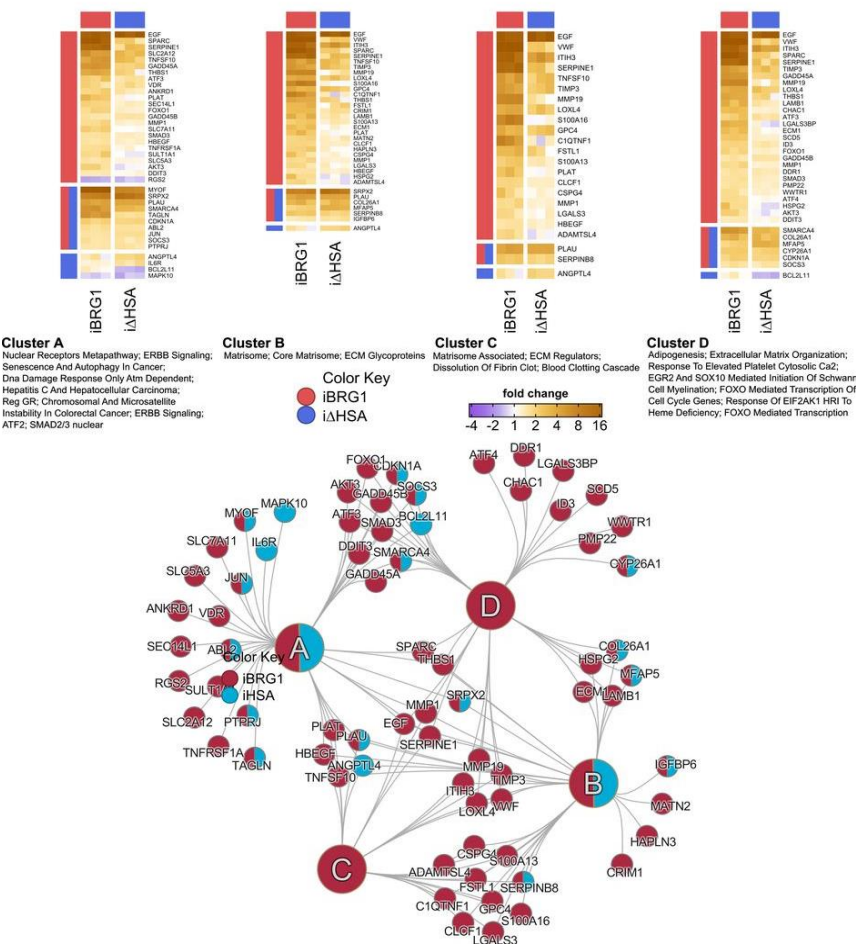 EGF
SPARC
SERPINE1
SLC2A12
TNFSF10
GADD45A
THBS1
ATF3
VDR
ANKRD1
PLAT
SEC14L1
FOXO1
GADD45B
MMP1
SLC7A11
SMAD3
HBEGF
TNFRSF1A
SULT1A1
SLC5A3
AKT3
DDIT3
RGS2
MYOF
SRPX2
PLAU
SMARCA4
TAGLN
CDKN1A
ABL2
JUN
SOCS3
PTPRJ
ANGPTL4
IL6R
BCL2L11
MAPK10
iBRG1
iΔHSA
EGF
VWF
ITIH3
SPARC
SERPINE1
TNFSF10
TIMP3
MMP19
LOXL4
S100A16
GPC4
C1QTNF1
THBS1
FSTL1
CRIM1
LAMB1
S100A13
ECM1
PLAT
MATN2
CLCF1
HAPLN3
CSPG4
MMP1
LGALS3
HBEGF
HSPG2
ADAMTSL4
SRPX2
PLAU
COL26A1
MFAP5
SERPINB8
IGFBP6
ANGPTL4
iBRG1
iΔHSA
EGF
VWF
ITIH3
SERPINE1
TNFSF10
TIMP3
MMP19
LOXL4
S100A16
GPC4
C1QTNF1
FSTL1
S100A13
PLAT
CLCF1
CSPG4
MMP1
LGALS3
HBEGF
ADAMTSL4
PLAU
SERPINB8
ANGPTL4
iBRG1
iΔHSA
EGF
VWF
ITIH3
SPARC
SERPINE1
TIMP3
GADD45A
MMP19
LOXL4
THBS1
LAMB1
CHAC1
ATF3
LGALS3BP
ECM1
SCD5
ID3
FOXO1
GADD45B
MMP1
DDR1
SMAD3
PMP22
WWTR1
ATF4
HSPG2
AKT3
DDIT3
SMARCA4
COL26A1
MFAP5
CYP26A1
CDKN1A
SOCS3
BCL2L11
iBRG1
iΔHSA
Cluster A
Nuclear Receptors Metapathway; ERBB Signaling;
Senescence And Autophagy In Cancer;
Dna Damage Response Only Atm Dependent;
Hepatitis C And Hepatocellular Carcinoma;
Reg GR; Chromosomal And Microsatellite
Instability In Colorectal Cancer; ERBB Signaling;
ATF2; SMAD2/3 nuclear
Cluster B
Matrisome; Core Matrisome; ECM Glycoproteins
Cluster C
Matrisome Associated; ECM Regulators;
Dissolution Of Fibrin Clot; Blood Clotting Cascade
Cluster D
Adipogenesis; Extracellular Matrix Organization;
Response To Elevated Platelet Cytosolic Ca2;
EGR2 And SOX10 Mediated Initiation Of Schwann
Cell Myelination; FOXO Mediated Transcription Of
Cell Cycle Genes; Response Of EIF2AK1 HRI To
Heme Deficiency; FOXO Mediated Transcription
Color Key
iBRG1
iΔHSA
fold change
-4 -2 1 2 4 8 16
FOXO1
CDKN1A
AKT3
GADD45B
SOCS3
ATF3
SMAD3
BCL2L11
DDIT3
SMARCA4
GADD45A
ATF4
DDR1
LGALS3BP
CHAC1
SCD5
ID3
WWTR1
PMP22
CYP26A1
MAPK10
MYOF
SLC7A11
IL6R
SLC5A3
JUN
ANKRD1
VDR
SEC14L1
ABL2
RGS2
SULT1
SLC2A12
PTPRJ
TNFRSF1A
TAGLN
Color Key
iBRG1
iHSA
A
D
SPARC
THBS1
COL26A1
HSPG2
MFAP5
ECM1
LAMB1
SRPX2
MMP1
EGF
SERPINE1
PLAT
PLAU
HBEGF
ANGPTL4
TNFSF10
MMP19
TIMP3
ITIH3
LOXL4
VWF
B
IGFBP6
MATN2
HAPLN3
CRIM1
C
CSPG4
S100A13
ADAMTSL4
FSTL1
SERPINB8
C1QTNF1
GPC4
S100A16
CLCF1
LGALS3